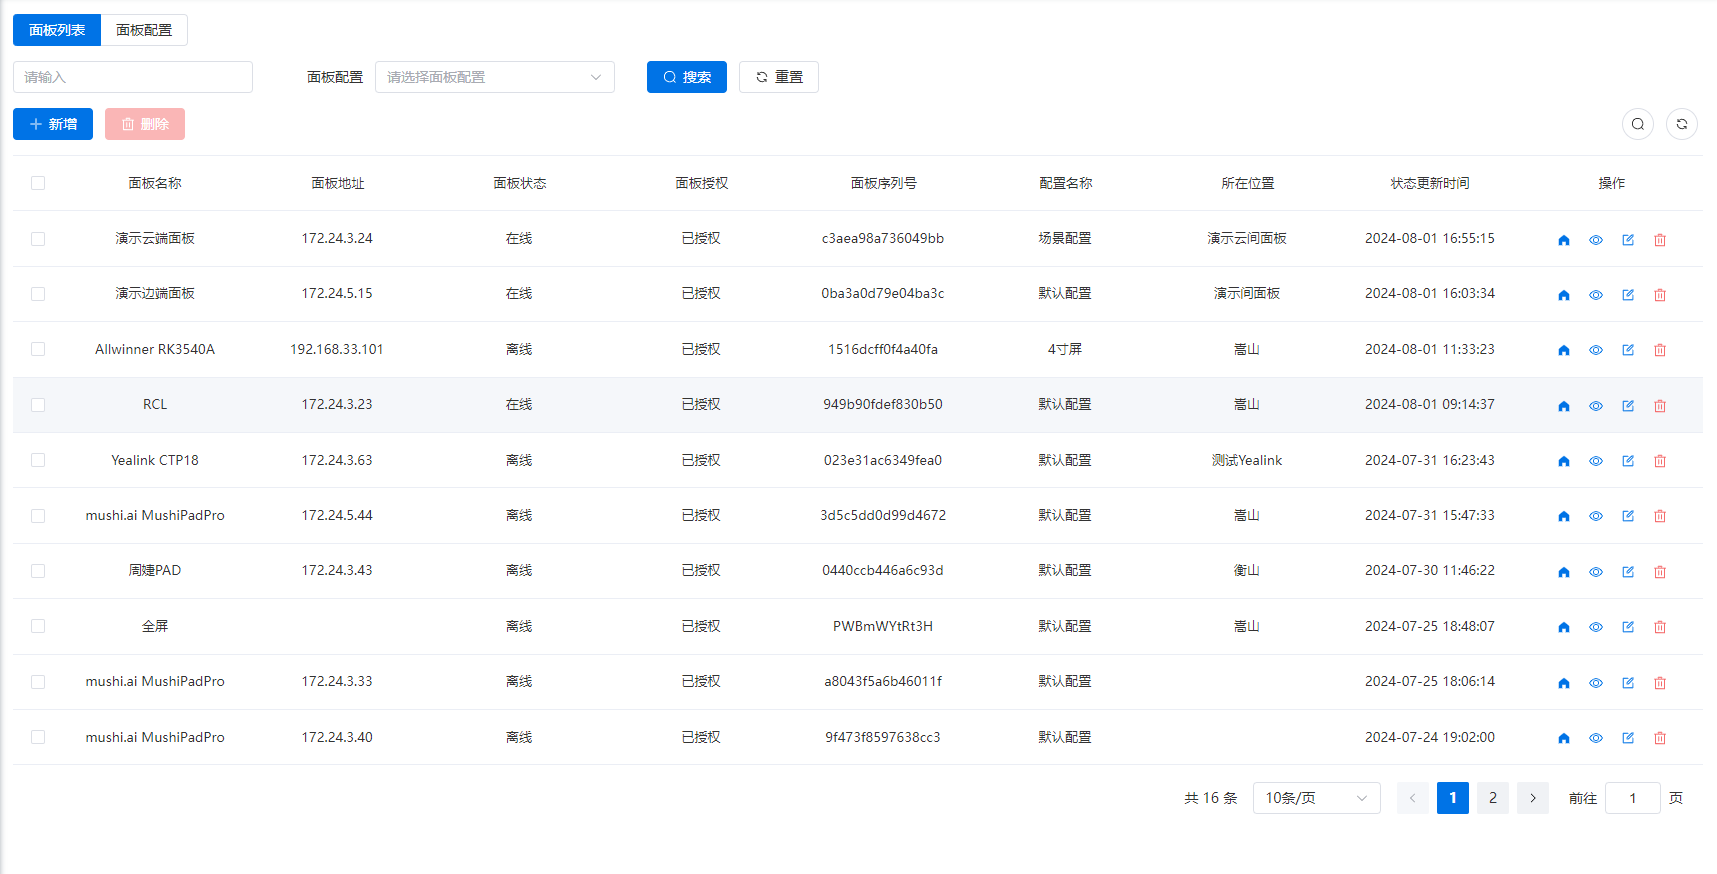 面板列表 面板配置
请输入 面板配置 请选择面板配置 搜索 重置
新增 删除
面板名称 面板地址 面板状态 面板授权 面板序列号 配置名称 所在位置 状态更新时间 操作
演示云端面板 172.24.3.24 在线 已授权 c3aea98a736049bb 场景配置 演示云间面板 2024-08-01 16:55:15
演示边端面板 172.24.5.15 在线 已授权 0ba3a0d79e04ba3c 默认配置 演示间面板 2024-08-01 16:03:34
Allwinner RK3540A 192.168.33.101 离线 已授权 1516dcff0f4a40fa 4寸屏 嵩山 2024-08-01 11:33:23
RCL 172.24.3.23 在线 已授权 949b90fdef830b50 默认配置 嵩山 2024-08-01 09:14:37
Yealink CTP18 172.24.3.63 离线 已授权 023e31ac6349fea0 默认配置 测试Yealink 2024-07-31 16:23:43
mushi.ai MushiPadPro 172.24.5.44 离线 已授权 3d5c5dd0d99d4672 默认配置 嵩山 2024-07-31 15:47:33
周婕PAD 172.24.3.43 离线 已授权 0440ccb446a6c93d 默认配置 衡山 2024-07-30 11:46:22
全屏 离线 已授权 PWBmWYtRt3H 默认配置 嵩山 2024-07-25 18:48:07
mushi.ai MushiPadPro 172.24.3.33 离线 已授权 a8043f5a6b46011f 默认配置 2024-07-25 18:06:14
mushi.ai MushiPadPro 172.24.3.40 离线 已授权 9f473f8597638cc3 默认配置 2024-07-24 19:02:00
共 16 条 10条/页 1 2 前往 1 页